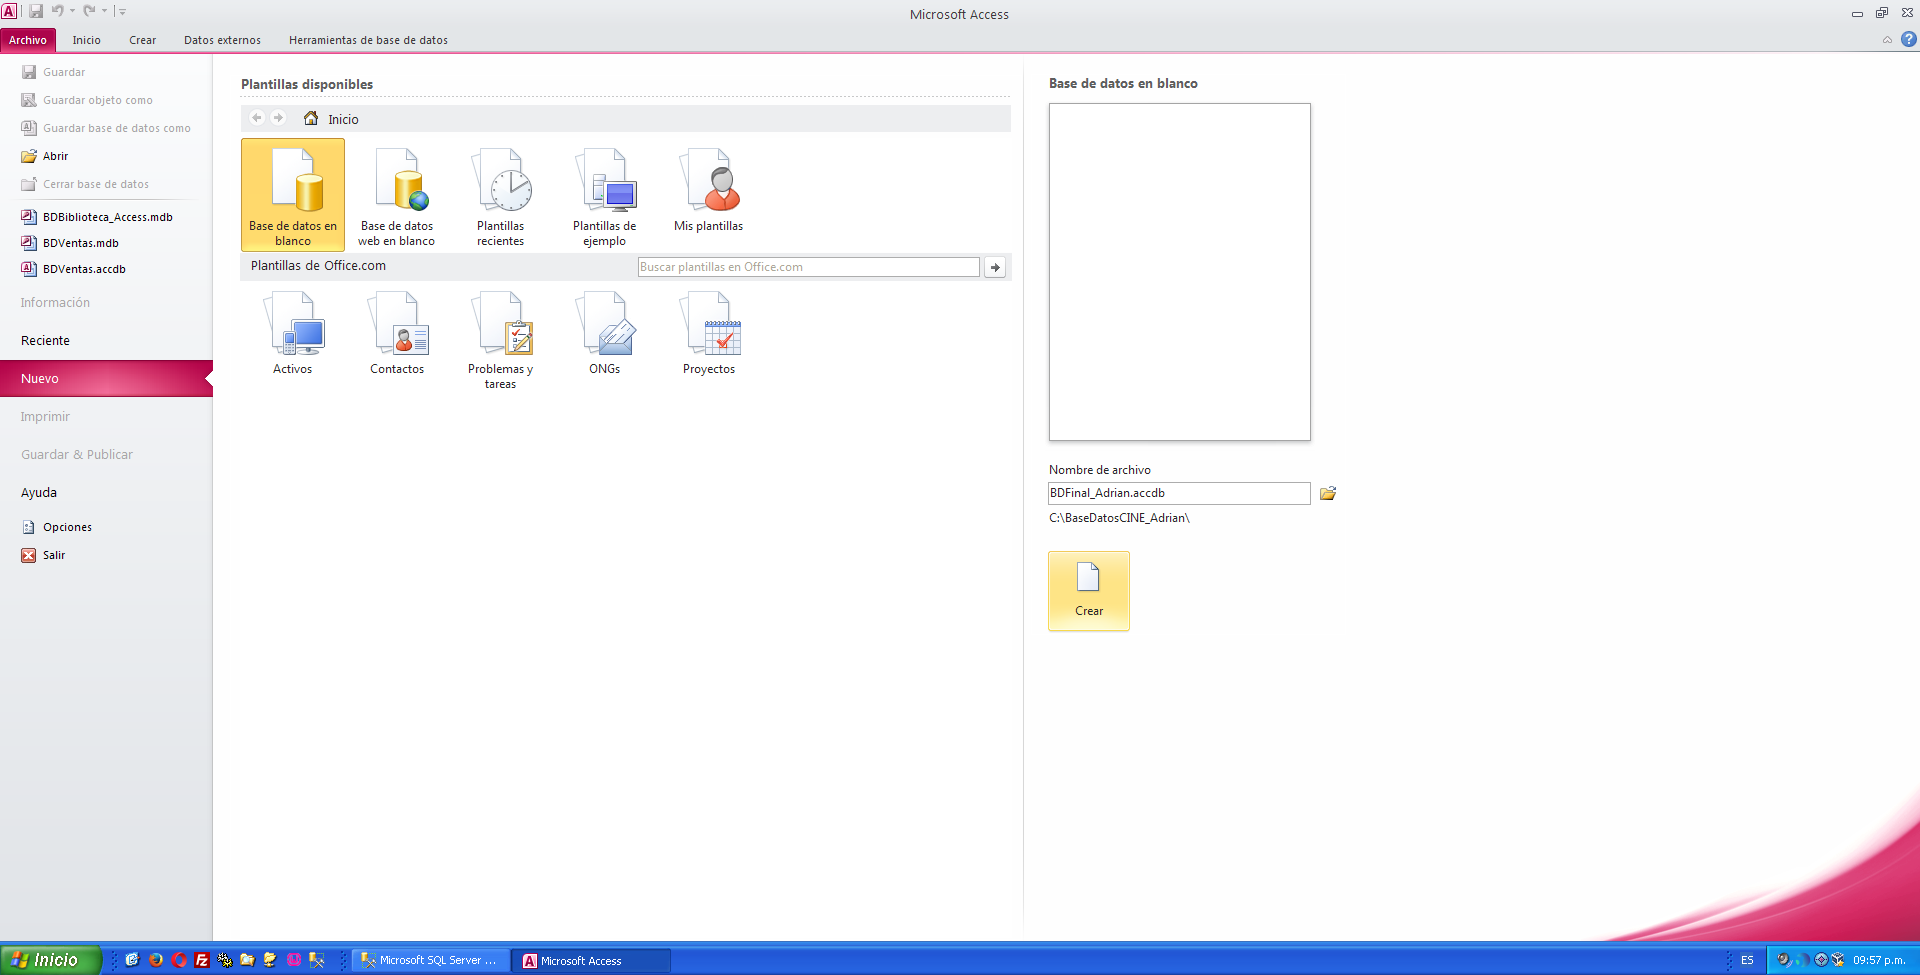 Microsoft Access
Archivo
Inicio
Crear
Datos externos
Herramientas de base de datos
Guardar
Guardar objeto como
Guardar base de datos como
Abrir
Cerrar base de datos
BDBiblioteca_Access.mdb
BDVentas.mdb
BDVentas.accdb
Información
Reciente
Nuevo
Imprimir
Guardar & Publicar
Ayuda
Opciones
Salir
Plantillas disponibles
Inicio
Base de datos en
blanco
Base de datos
web en blanco
Plantillas
recientes
Plantillas de
ejemplo
Mis plantillas
Plantillas de Office.com
Buscar plantillas en Office.com
Activos
Contactos
Problemas y
tareas
ONGs
Proyectos
Base de datos en blanco
Nombre de archivo
BDFinal_Adrian.accdb
C:\BaseDatosCINE_Adrian\
Crear
Inicio
Microsoft SQL Server ...
Microsoft Access
ES
09:57 p.m.